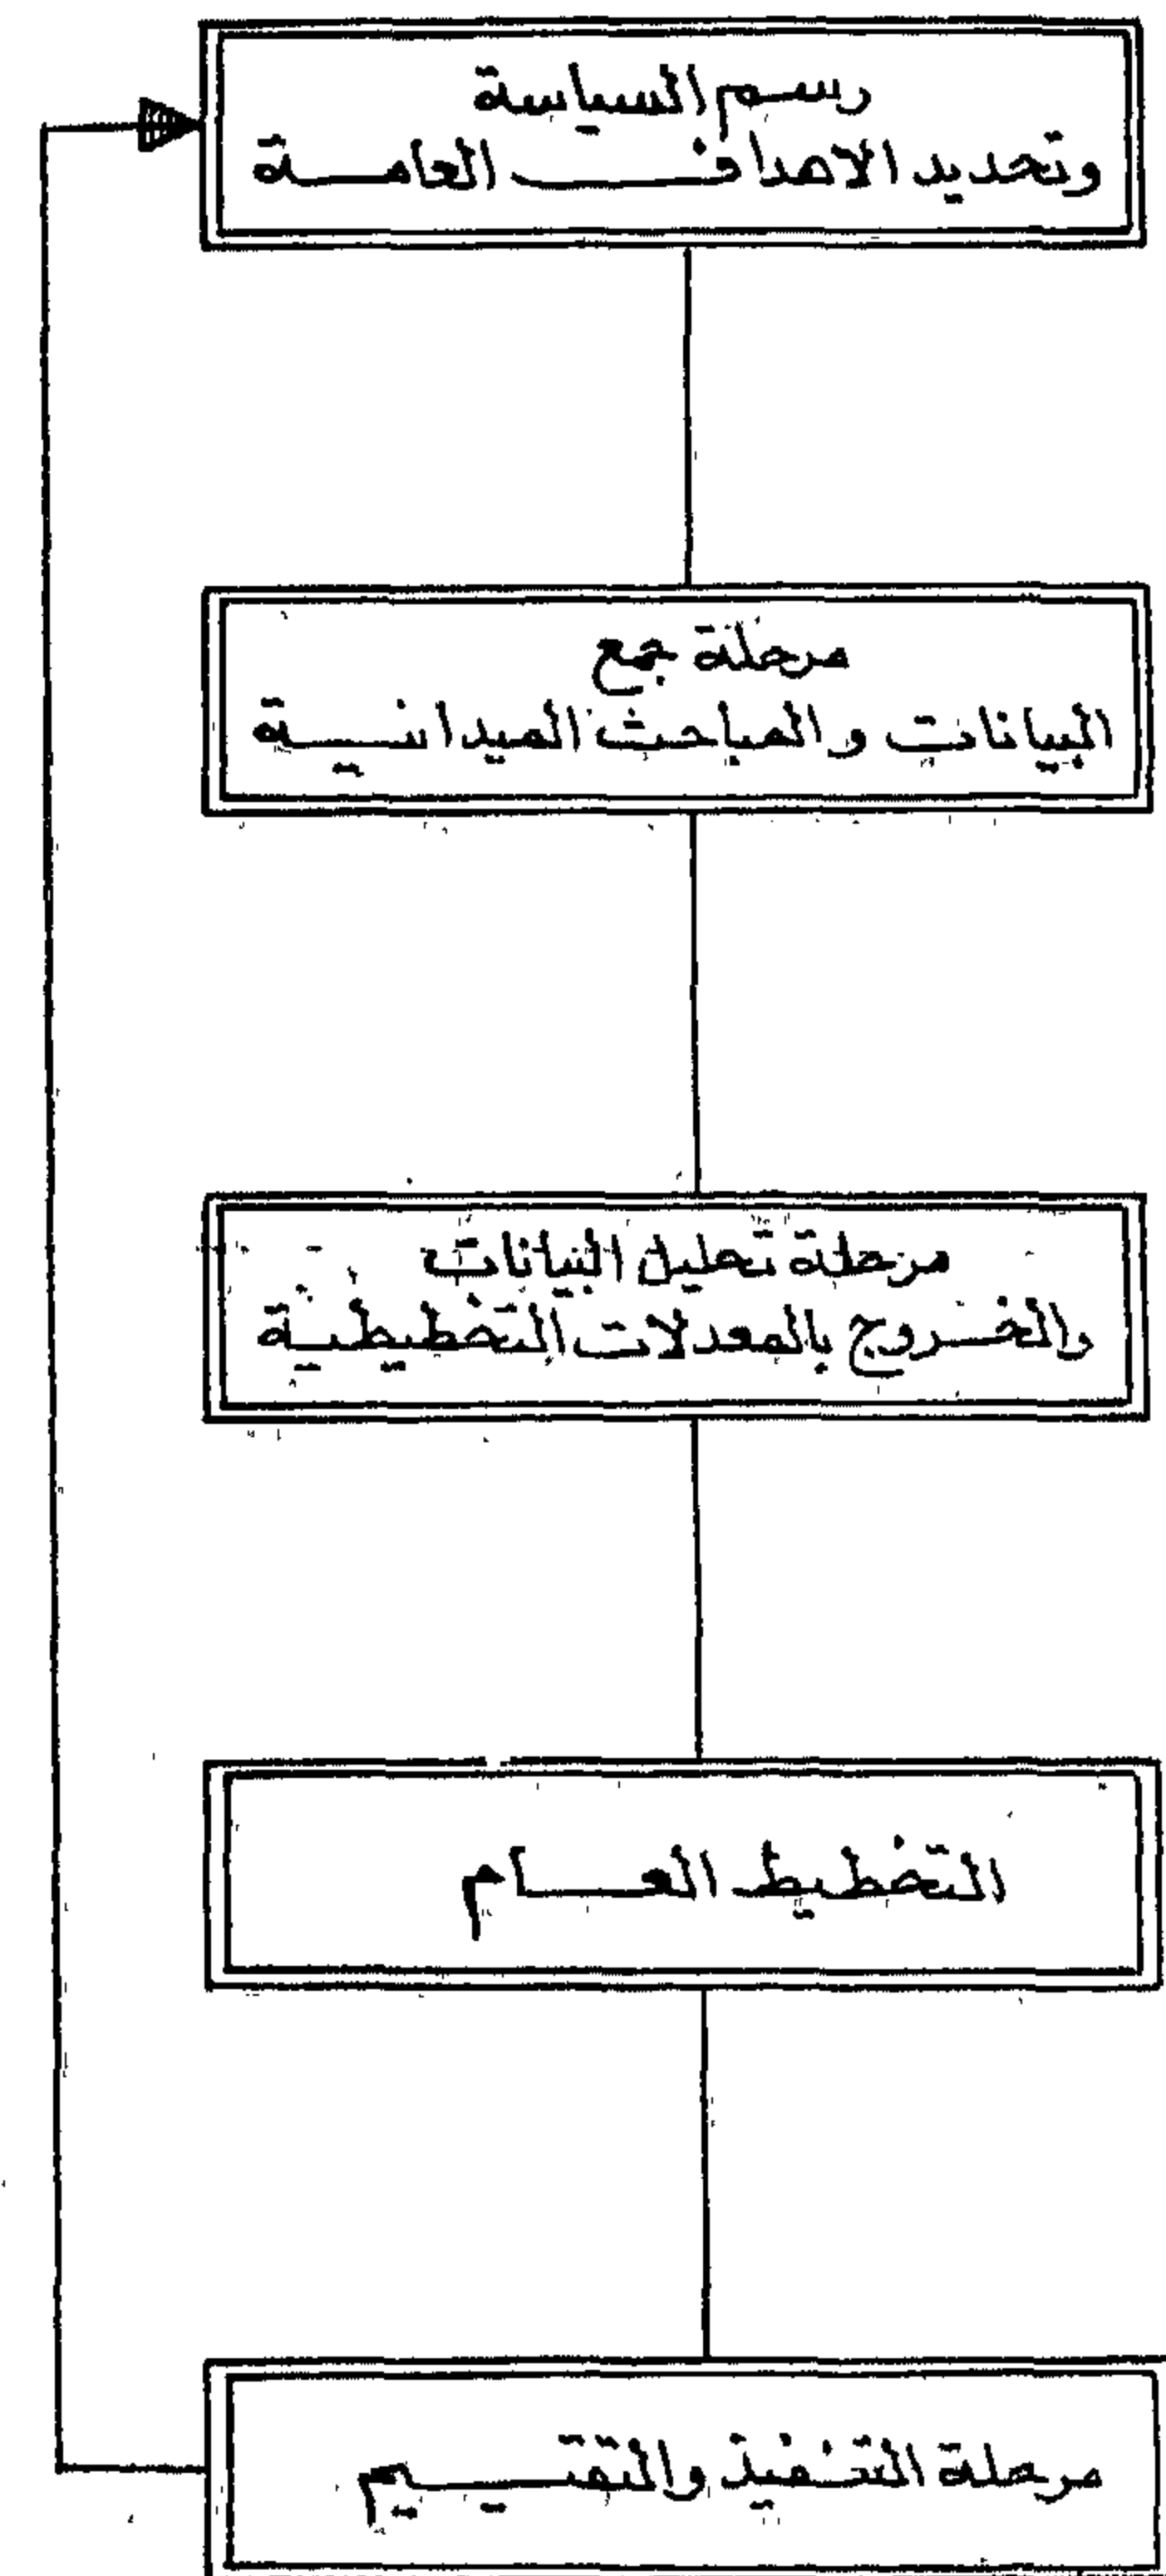 رسم السياسة
وتحديد الاهداف العامة
مرحلة جمع
البيانات والمباحث الميدانية
مرحلة تحليل البيانات
والخروج بالمعدلات التخطيطية
التخطيط العام
مرحلة التنفيذ والتقييم